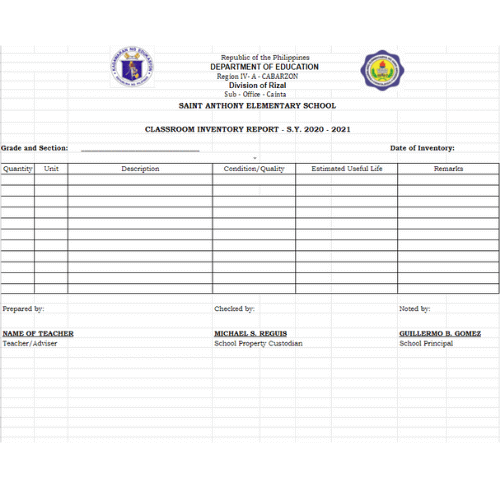 Republic of the Philippines
DEPARTMENT OF EDUCATION
Region IV- A - CABARZON
Division of Rizal
Sub - Office - Cainta
SAINT ANTHONY ELEMENTARY SCHOOL
CLASSROOM INVENTORY REPORT - S.Y. 2020 - 2021
Grade and Section: Date of Inventory:
Quantity Unit Description Condition/Quality Estimated Useful Life Remarks
Prepared by: Checked by: Noted by:
NAME OF TEACHER MICHAEL S. REGUIS GUILLERMO B. GOMEZ
Teacher/Adviser School Property Custodian School Principal